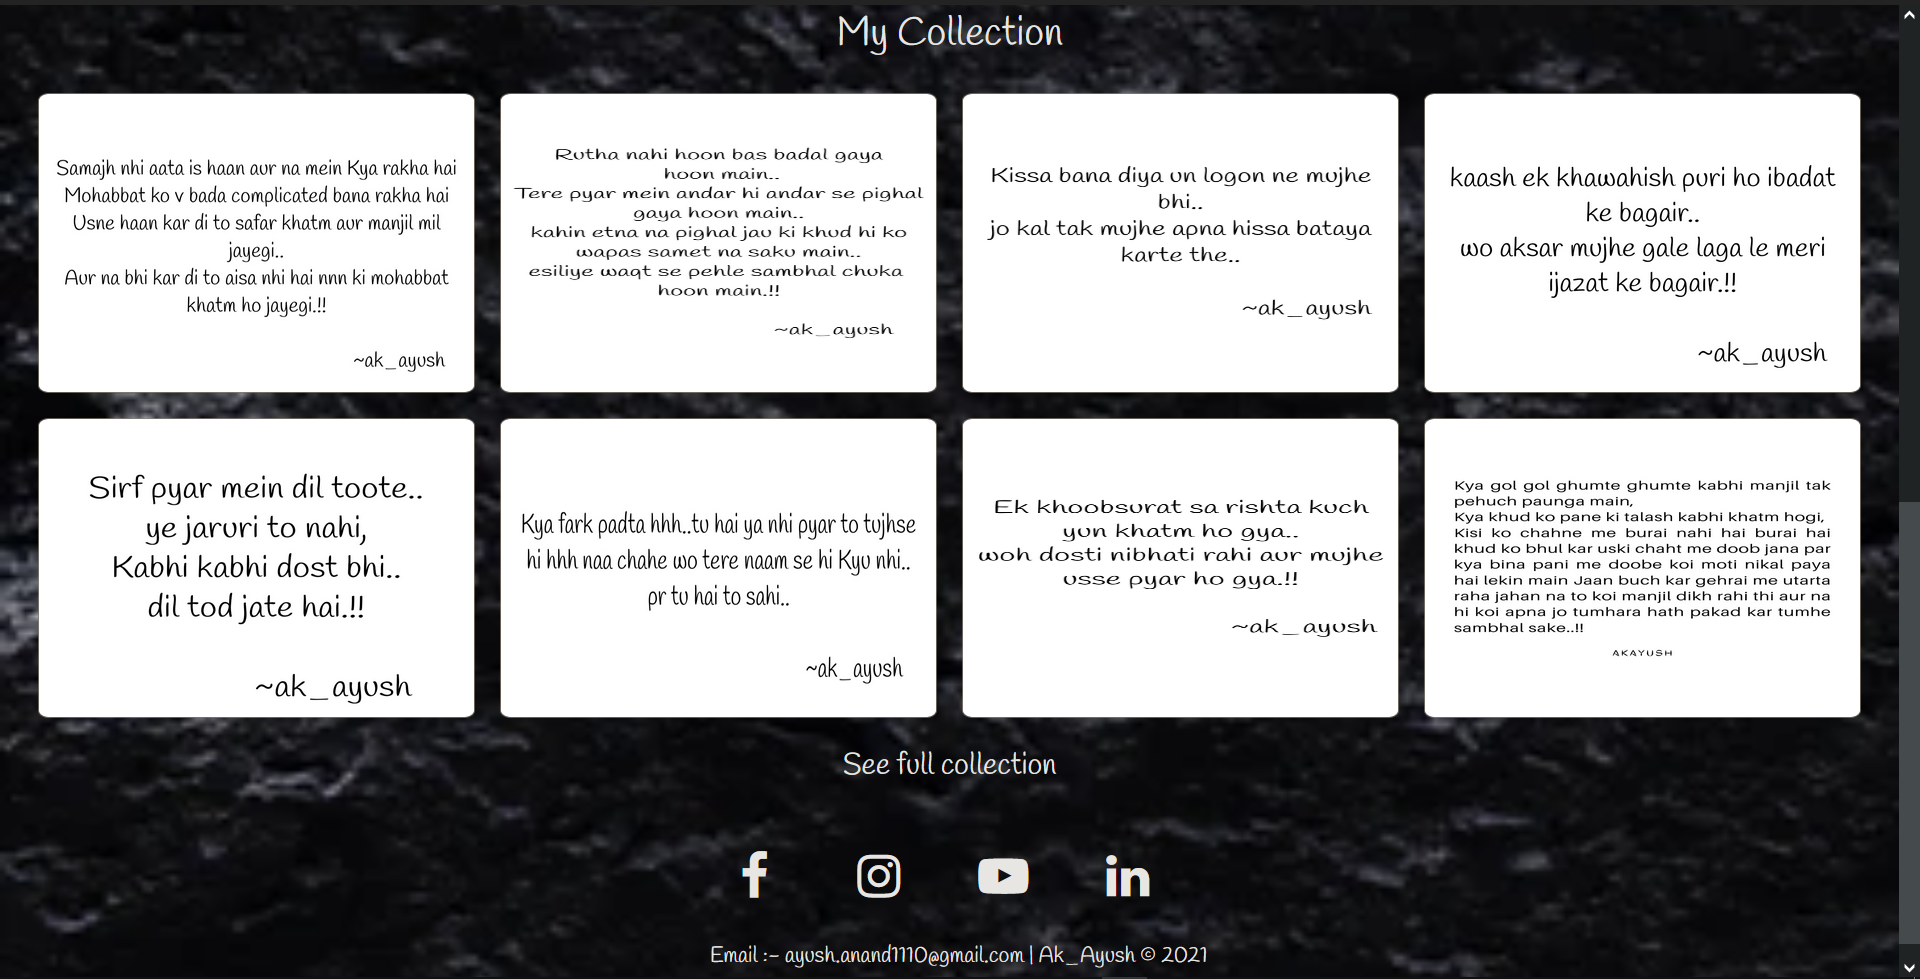 My Collection
Samajh nhi aata is haan aur na mein Kya rakha hai
Mohabbat ko v bada complicated bana rakha hai
Usne haan kar di to safar khatm aur manjil mil
jayegi..
Aur na bhi kar di to aisa nhi hai nnn ki mohabbat
khatm ho jayegi.!!
~ak_ayush
Rutha nahi hoon bas badal gaya
hoon main..
Tere pyar mein andar hi andar se pighal
gaya hoon main..
kahin etna na pighal jau ki khud hi ko
wapas samet na saku main..
esiliye waqt se pehle sambhal chuka
hoon main.!!
~ak_ayush
Kissa bana diya un logon ne mujhe
bhi..
jo kal tak mujhe apna hissa bataya
karte the..
~ak_ayush
kaash ek khawahish puri ho ibadat
ke bagair..
wo aksar mujhe gale laga le meri
ijazat ke bagair.!!
~ak_ayush
Sirf pyar mein dil toote..
ye jaruri to nahi,
Kabhi kabhi dost bhi..
dil tod jate hai.!!
~ak_ayush
Kya fark padta hhh..tu hai ya nhi pyar to tujhse
hi hhh naa chahe wo tere naam se hi Kyu nhi..
pr tu hai to sahi..
~ak_ayush
Ek khoobsurat sa rishta kuch
yun khatm ho gya..
woh dosti nibhati rahi aur mujhe
usse pyar ho gya.!!
~ak_ayush
Kya gol gol ghumte ghumte kabhi manjil tak
pehuch paunga main,
Kya khud ko pane ki talash kabhi khatm hogi,
Kisi ko chahne me burai nahi hai burai hai
khud ko bhul kar uski chaht me doob jana par
kya bina pani me doobe koi moti nikal paya
hai lekin main Jaan buch kar gehrai me utarta
raha jahan na to koi manjil dikh rahi thi aur na
hi koi apna jo tumhara hath pakad kar tumhe
sambhal sake..!!
AKAYUSH
See full collection
Email :- ayush.anand1110@gmail.com | Ak_Ayush © 2021